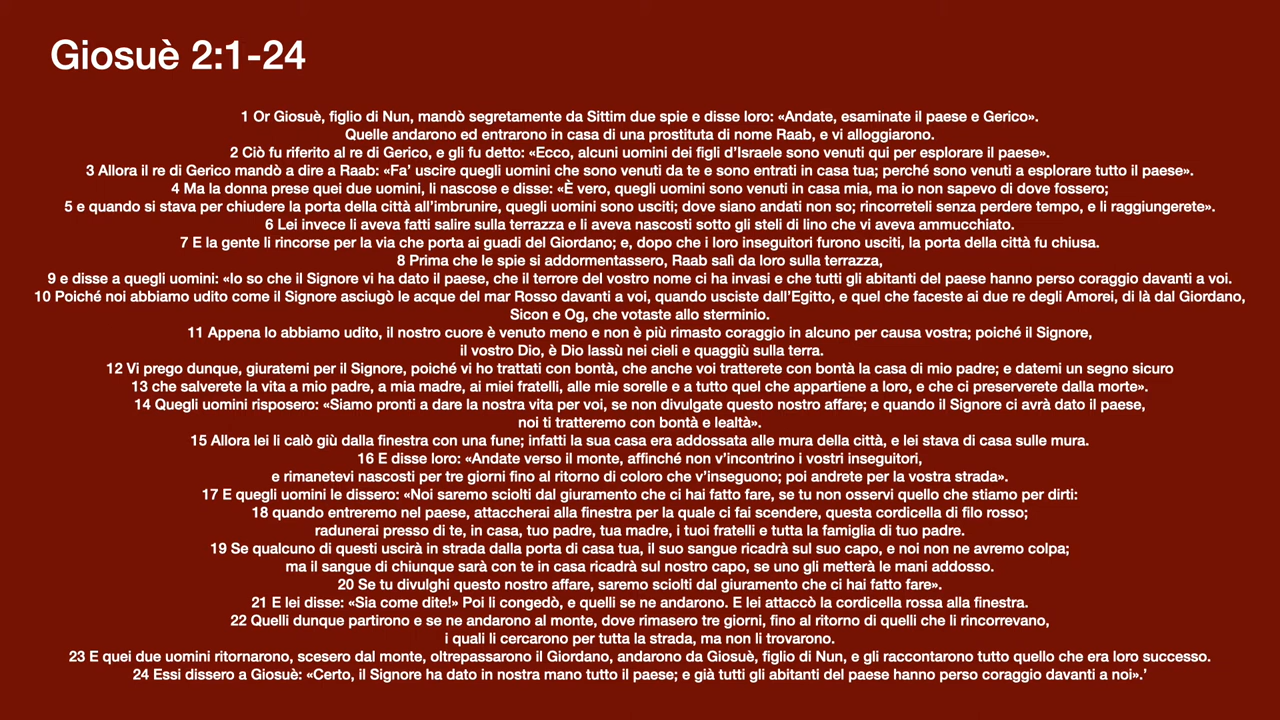 Giosuè 2:1-24
1 Or Giosuè, figlio di Nun, mandò segretamente da Sittim due spie e disse loro: «Andate, esaminate il paese e Gerico».
Quelle andarono ed entrarono in casa di una prostituta di nome Raab, e vi alloggiarono.
2 Ciò fu riferito al re di Gerico, e gli fu detto: «Ecco, alcuni uomini dei figli d’Israele sono venuti qui per esplorare il paese».
3 Allora il re di Gerico mandò a dire a Raab: «Fa’ uscire quegli uomini che sono venuti da te e sono entrati in casa tua; perché sono venuti a esplorare tutto il paese».
4 Ma la donna prese quei due uomini, li nascose e disse: «È vero, quegli uomini sono venuti in casa mia, ma io non sapevo di dove fossero;
5 e quando si stava per chiudere la porta della città all’imbrunire, quegli uomini sono usciti; dove siano andati non so; rincorreteli senza perdere tempo, e li raggiungerete».
6 Lei invece li aveva fatti salire sulla terrazza e li aveva nascosti sotto gli steli di lino che vi aveva ammucchiato.
7 E la gente li rincorse per la via che porta ai guadi del Giordano; e, dopo che i loro inseguitori furono usciti, la porta della città fu chiusa.
8 Prima che le spie si addormentassero, Raab salì da loro sulla terrazza,
9 e disse a quegli uomini: «Io so che il Signore vi ha dato il paese, che il terrore del vostro nome ci ha invasi e che tutti gli abitanti del paese hanno perso coraggio davanti a voi.
10 Poiché noi abbiamo udito come il Signore asciugò le acque del mar Rosso davanti a voi, quando usciste dall’Egitto, e quel che faceste ai due re degli Amorei, di là dal Giordano,
Sicon e Og, che votaste allo sterminio.
11 Appena lo abbiamo udito, il nostro cuore è venuto meno e non è più rimasto coraggio in alcuno per causa vostra; poiché il Signore,
il vostro Dio, è Dio lassù nei cieli e quaggiù sulla terra.
12 Vi prego dunque, giuratemi per il Signore, poiché vi ho trattati con bontà, che anche voi tratterete con bontà la casa di mio padre; e datemi un segno sicuro
13 che salverete la vita a mio padre, a mia madre, ai miei fratelli, alle mie sorelle e a tutto quel che appartiene a loro, e che ci preserverete dalla morte».
14 Quegli uomini risposero: «Siamo pronti a dare la nostra vita per voi, se non divulgate questo nostro affare; e quando il Signore ci avrà dato il paese,
noi ti tratteremo con bontà e lealtà».
15 Allora lei li calò giù dalla finestra con una fune; infatti la sua casa era addossata alle mura della città, e lei stava di casa sulle mura.
16 E disse loro: «Andate verso il monte, affinché non v’incontrino i vostri inseguitori,
e rimanetevi nascosti per tre giorni fino al ritorno di coloro che v’inseguono; poi andrete per la vostra strada».
17 E quegli uomini le dissero: «Noi saremo sciolti dal giuramento che ci hai fatto fare, se tu non osservi quello che stiamo per dirti:
18 quando entreremo nel paese, attaccherai alla finestra per la quale ci fai scendere, questa cordicella di filo rosso;
radunerai presso di te, in casa, tuo padre, tua madre, i tuoi fratelli e tutta la famiglia di tuo padre.
19 Se qualcuno di questi uscirà in strada dalla porta di casa tua, il suo sangue ricadrà sul suo capo, e noi non ne avremo colpa;
ma il sangue di chiunque sarà con te in casa ricadrà sul nostro capo, se uno gli metterà le mani addosso.
20 Se tu divulghi questo nostro affare, saremo sciolti dal giuramento che ci hai fatto fare».
21 E lei disse: «Sia come dite!» Poi li congedò, e quelli se ne andarono. E lei attaccò la cordicella rossa alla finestra.
22 Quelli dunque partirono e se ne andarono al monte, dove rimasero tre giorni, fino al ritorno di quelli che li rincorrevano,
i quali li cercarono per tutta la strada, ma non li trovarono.
23 E quei due uomini ritornarono, scesero dal monte, oltrepassarono il Giordano, andarono da Giosuè, figlio di Nun, e gli raccontarono tutto quello che era loro successo.
24 Essi dissero a Giosuè: «Certo, il Signore ha dato in nostra mano tutto il paese; e già tutti gli abitanti del paese hanno perso coraggio davanti a noi».’